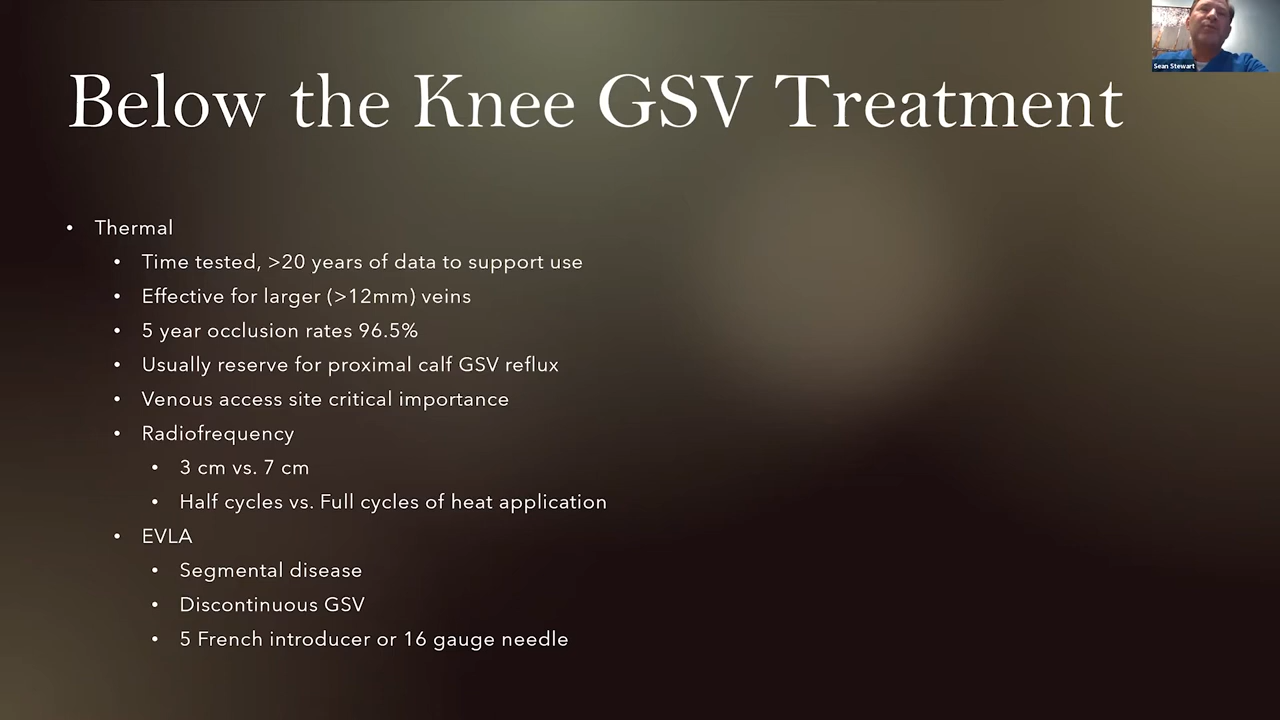 Sean Stewart
Below the Knee GSV Treatment
• Thermal
• Time tested, >20 years of data to support use
• Effective for larger (>12mm) veins
• 5 year occlusion rates 96.5%
• Usually reserve for proximal calf GSV reflux
• Venous access site critical importance
• Radiofrequency
• 3 cm vs. 7 cm
• Half cycles vs. Full cycles of heat application
• EVLA
• Segmental disease
• Discontinuous GSV
• 5 French introducer or 16 gauge needle